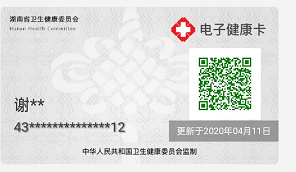 湖南省卫生健康委员会
Hunan Health Committee
电子健康卡
谢**
43**************12
更新于2020年04月11日
中华人民共和国卫生健康委员会监制